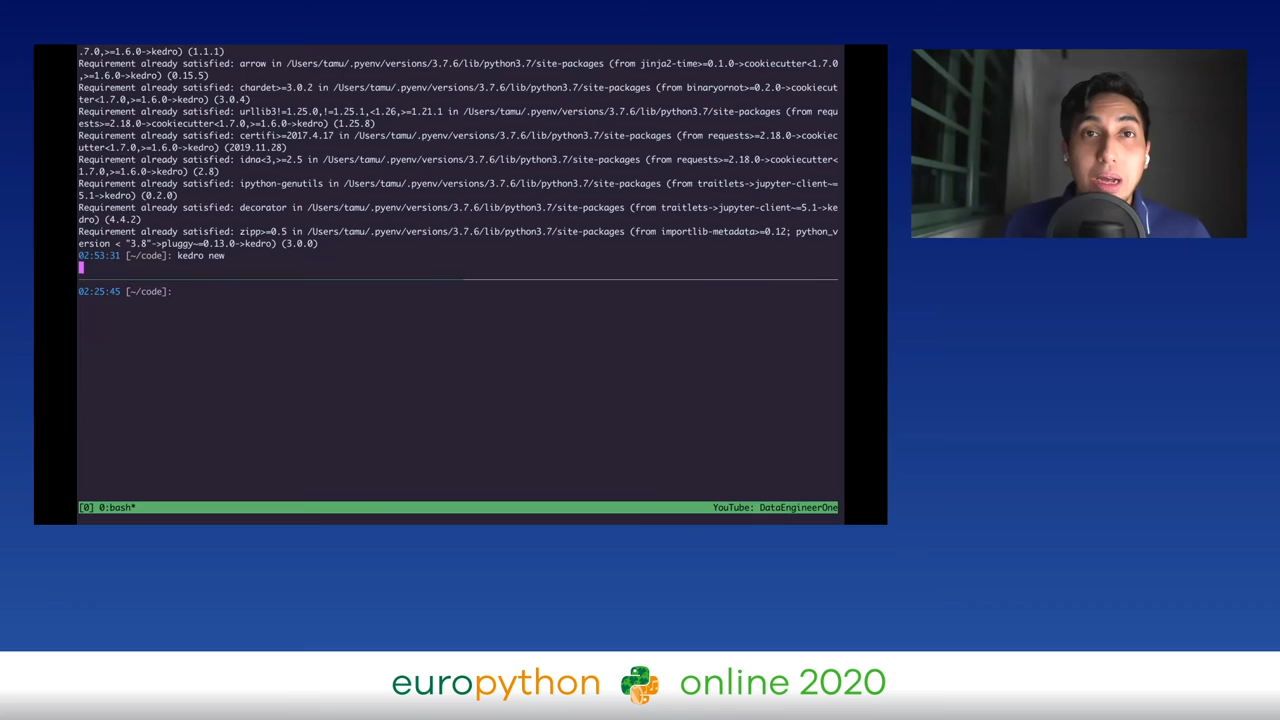 .7.0,>=1.6.0->kedro) (1.1.1)
Requirement already satisfied: arrow in /Users/tamu/.pyenv/versions/3.7.6/lib/python3.7/site-packages (from jinja2-time>=0.1.0->cookiecutter<1.7.0
,>=1.6.0->kedro) (0.15.5)
Requirement already satisfied: chardet>=3.0.2 in /Users/tamu/.pyenv/versions/3.7.6/lib/python3.7/site-packages (from binaryornot>=0.2.0->cookiecut
ter<1.7.0,>=1.6.0->kedro) (3.0.4)
Requirement already satisfied: urllib3!=1.25.0,!=1.25.1,<1.26,>=1.21.1 in /Users/tamu/.pyenv/versions/3.7.6/lib/python3.7/site-packages (from requ
ests>=2.18.0->cookiecutter<1.7.0,>=1.6.0->kedro) (1.25.8)
Requirement already satisfied: certifi>=2017.4.17 in /Users/tamu/.pyenv/versions/3.7.6/lib/python3.7/site-packages (from requests>=2.18.0->cookiec
utter<1.7.0,>=1.6.0->kedro) (2019.11.28)
Requirement already satisfied: idna<3,>=2.5 in /Users/tamu/.pyenv/versions/3.7.6/lib/python3.7/site-packages (from requests>=2.18.0->cookiecutter<
1.7.0,>=1.6.0->kedro) (2.8)
Requirement already satisfied: ipython-genutils in /Users/tamu/.pyenv/versions/3.7.6/lib/python3.7/site-packages (from traitlets->jupyter-client~=
5.1->kedro) (0.2.0)
Requirement already satisfied: decorator in /Users/tamu/.pyenv/versions/3.7.6/lib/python3.7/site-packages (from traitlets->jupyter-client~=5.1->ke
dro) (4.4.2)
Requirement already satisfied: zipp>=0.5 in /Users/tamu/.pyenv/versions/3.7.6/lib/python3.7/site-packages (from importlib-metadata>=0.12; python_v
ersion < "3.8"->pluggy~=0.13.0->kedro) (3.0.0)
02:53:31 [~/code]: kedro new
02:25:45 [~/code]:
[0] 0:bash* YouTube: DataEngineerOne
europython online 2020